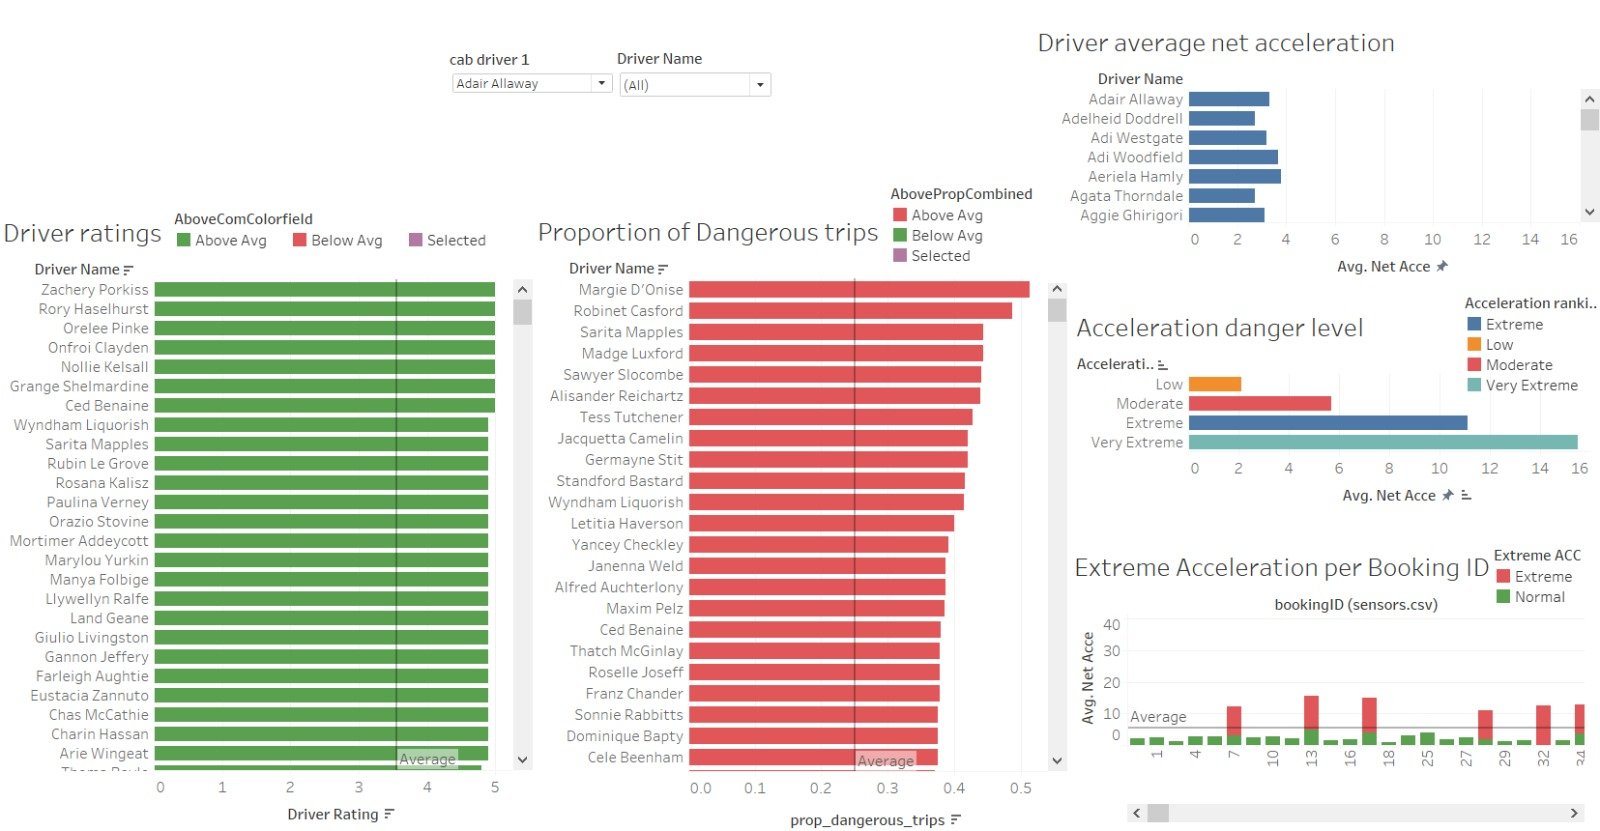 cab driver 1
Adair Allaway
Driver Name
(All)
Driver average net acceleration
Driver Name
Adair Allaway
Adelheid Doddrell
Adi Westgate
Adi Woodfield
Aeriela Hamly
Agata Thorndale
Aggie Ghirigori
0 2 4 6 8 10 12 14 16
Avg. Net Acce
Driver ratings
AboveComColorfield
Above Avg
Below Avg
Selected
Driver Name
Zachery Porkiss
Rory Haselhurst
Orelee Pinke
Onfroi Clayden
Nollie Kelsall
Grange Shelmardine
Ced Benaine
Wyndham Liquorish
Sarita Mapples
Rubin Le Grove
Rosana Kalisz
Paulina Verney
Orazio Stovine
Mortimer Addeycott
Marylou Yurkin
Manya Folbige
Llywellyn Ralfe
Land Geane
Giulio Livingston
Gannon Jeffery
Farleigh Aughtie
Eustacia Zannuto
Chas McCathie
Charin Hassan
Arie Wingeat
Average
0 1 2 3 4 5
Driver Rating
Proportion of Dangerous trips
AbovePropCombined
Above Avg
Below Avg
Selected
Driver Name
Margie D'Onise
Robinet Casford
Sarita Mapples
Madge Luxford
Sawyer Slocombe
Alisander Reichartz
Tess Tutchener
Jacquetta Camelin
Germayne Stit
Standford Bastard
Wyndham Liquorish
Letitia Haverson
Yancey Checkley
Janenna Weld
Alfred Auchterlony
Maxim Pelz
Ced Benaine
Thatch McGinlay
Roselle Joseff
Franz Chander
Sonnie Rabbitts
Dominique Bapty
Cele Beenham
Average
0.0 0.1 0.2 0.3 0.4 0.5
prop_dangerous_trips
Acceleration danger level
Acceleration ranki..
Extreme
Low
Moderate
Very Extreme
Accelerati..
Low
Moderate
Extreme
Very Extreme
0 2 4 6 8 10 12 14 16
Avg. Net Acce
Extreme Acceleration per Booking ID
Extreme ACC
Extreme
Normal
bookingID (sensors.csv)
Avg. Net Acce
40
30
20
10
0
Average
1 4 7 10 13 16 18 25 27 29 32 34